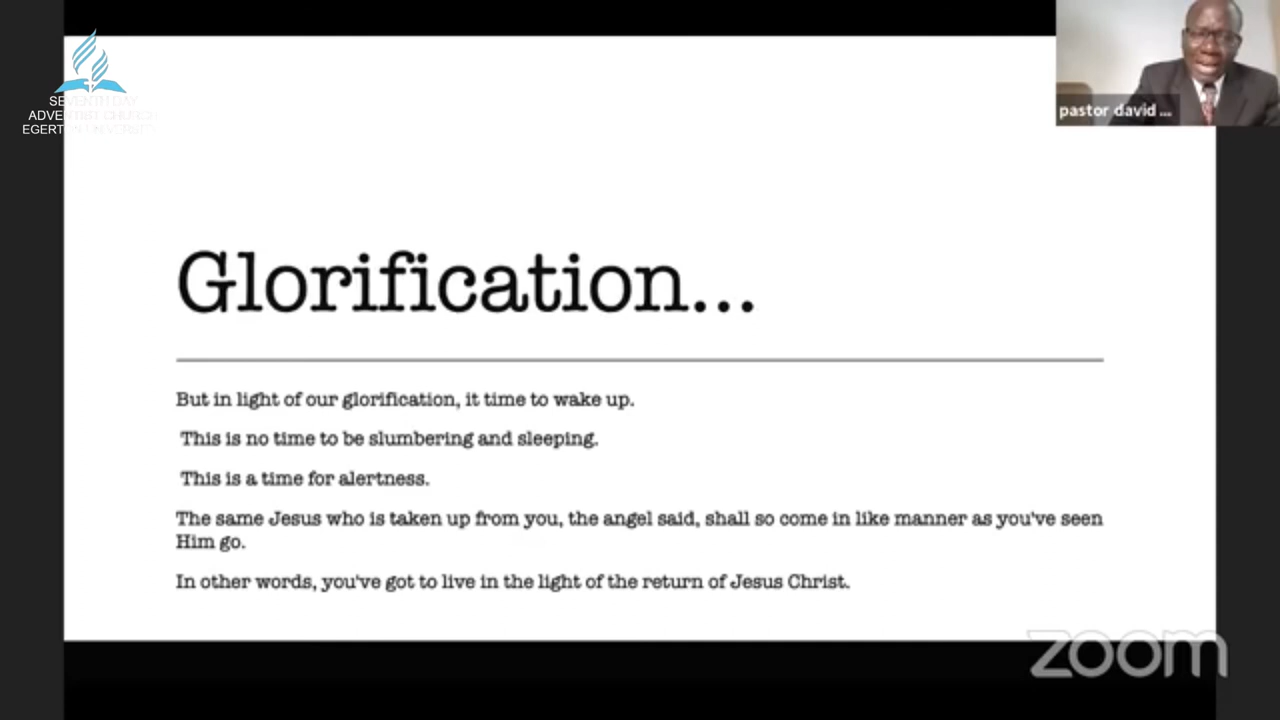 SEVENTH DAY
ADVENTIST CHURCH
EGERTON UNIVERSITY
pastor david ...
Glorification...
But in light of our glorification, it time to wake up.
This is no time to be slumbering and sleeping.
This is a time for alertness.
The same Jesus who is taken up from you, the angel said, shall so come in like manner as you've seen
Him go.
In other words, you've got to live in the light of the return of Jesus Christ.
zoom